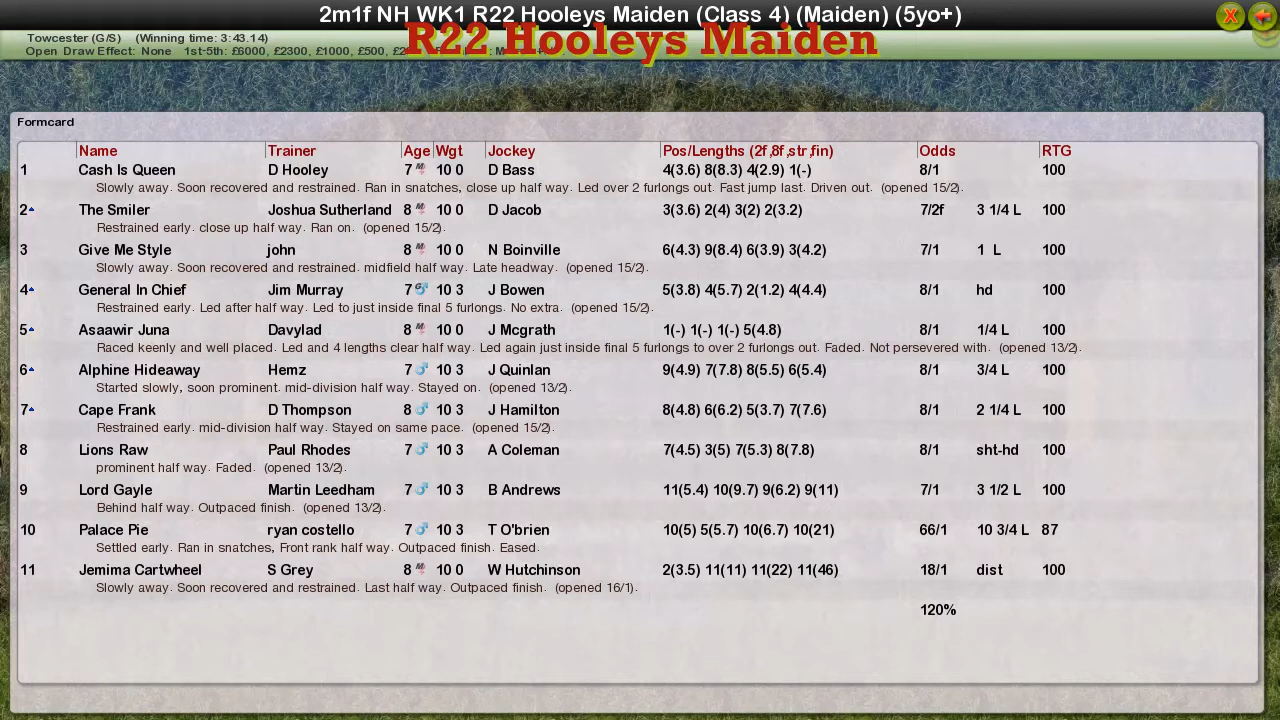 2m1f NH WK1 R22 Hooleys Maiden (Class 4) (Maiden) (5yo+)
R22 Hooleys Maiden
Towcester (G/S) (Winning time: 3:43.14)
Open Draw Effect: None 1st-5th: £6000, £2300, £1000, £500,
Formcard
Name Trainer Age Wgt Jockey Pos/Lengths (2f,8f,str,fin) Odds RTG
1 Cash Is Queen D Hooley 7 10 0 D Bass 4(3.6) 8(8.3) 4(2.9) 1(-) 8/1 100
Slowly away. Soon recovered and restrained. Ran in snatches, close up half way. Led over 2 furlongs out. Fast jump last. Driven out. (opened 15/2).
2 The Smiler Joshua Sutherland 8 10 0 D Jacob 3(3.6) 2(4) 3(2) 2(3.2) 7/2f 3 1/4 L 100
Restrained early. close up half way. Ran on. (opened 15/2).
3 Give Me Style john 8 10 0 N Boinville 6(4.3) 9(8.4) 6(3.9) 3(4.2) 7/1 1 L 100
Slowly away. Soon recovered and restrained. midfield half way. Late headway. (opened 15/2).
4 General In Chief Jim Murray 7 10 3 J Bowen 5(3.8) 4(5.7) 2(1.2) 4(4.4) 8/1 hd 100
Restrained early. Led after half way. Led to just inside final 5 furlongs. No extra. (opened 15/2).
5 Asaawir Juna Davylad 8 10 0 J Mcgrath 1(-) 1(-) 1(-) 5(4.8) 8/1 1/4 L 100
Raced keenly and well placed. Led and 4 lengths clear half way. Led again just inside final 5 furlongs to over 2 furlongs out. Faded. Not persevered with. (opened 13/2).
6 Alphine Hideaway Hemz 7 10 3 J Quinlan 9(4.9) 7(7.8) 8(5.5) 6(5.4) 8/1 3/4 L 100
Started slowly, soon prominent. mid-division half way. Stayed on. (opened 13/2).
7 Cape Frank D Thompson 8 10 3 J Hamilton 8(4.8) 6(6.2) 5(3.7) 7(7.6) 8/1 2 1/4 L 100
Restrained early. mid-division half way. Stayed on same pace. (opened 15/2).
8 Lions Raw Paul Rhodes 7 10 3 A Coleman 7(4.5) 3(5) 7(5.3) 8(7.8) 8/1 sht-hd 100
prominent half way. Faded. (opened 13/2).
9 Lord Gayle Martin Leedham 7 10 3 B Andrews 11(5.4) 10(9.7) 9(6.2) 9(11) 7/1 3 1/2 L 100
Behind half way. Outpaced finish. (opened 13/2).
10 Palace Pie ryan costello 7 10 3 T O'brien 10(5) 5(5.7) 10(6.7) 10(21) 66/1 10 3/4 L 87
Settled early. Ran in snatches, Front rank half way. Outpaced finish. Eased.
11 Jemima Cartwheel S Grey 8 10 0 W Hutchinson 2(3.5) 11(11) 11(22) 11(46) 18/1 dist 100
Slowly away. Soon recovered and restrained. Last half way. Outpaced finish. (opened 16/1).
120%